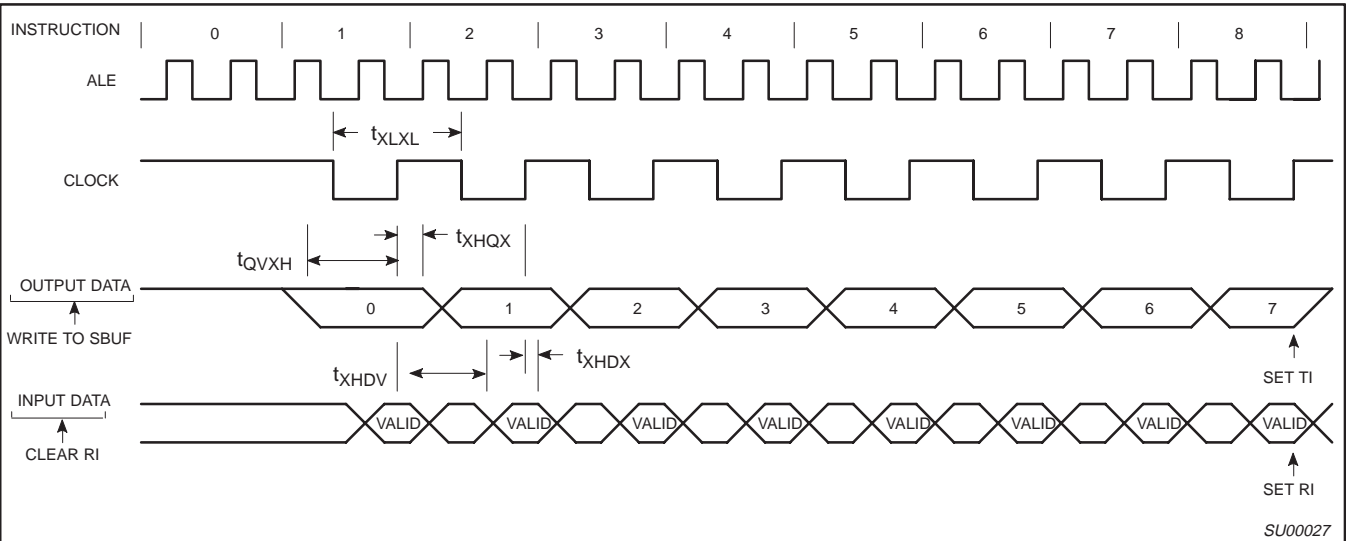 INSTRUCTION 0 1 2 3 4 5 6 7 8
ALE
tXLXL
CLOCK
tXHQX
tQVXH
OUTPUT DATA
0 1 2 3 4 5 6 7
WRITE TO SBUF
tXHDX
tXHDV
SET TI
INPUT DATA
VALID VALID VALID VALID VALID VALID VALID VALID
CLEAR RI
SET RI
SU00027